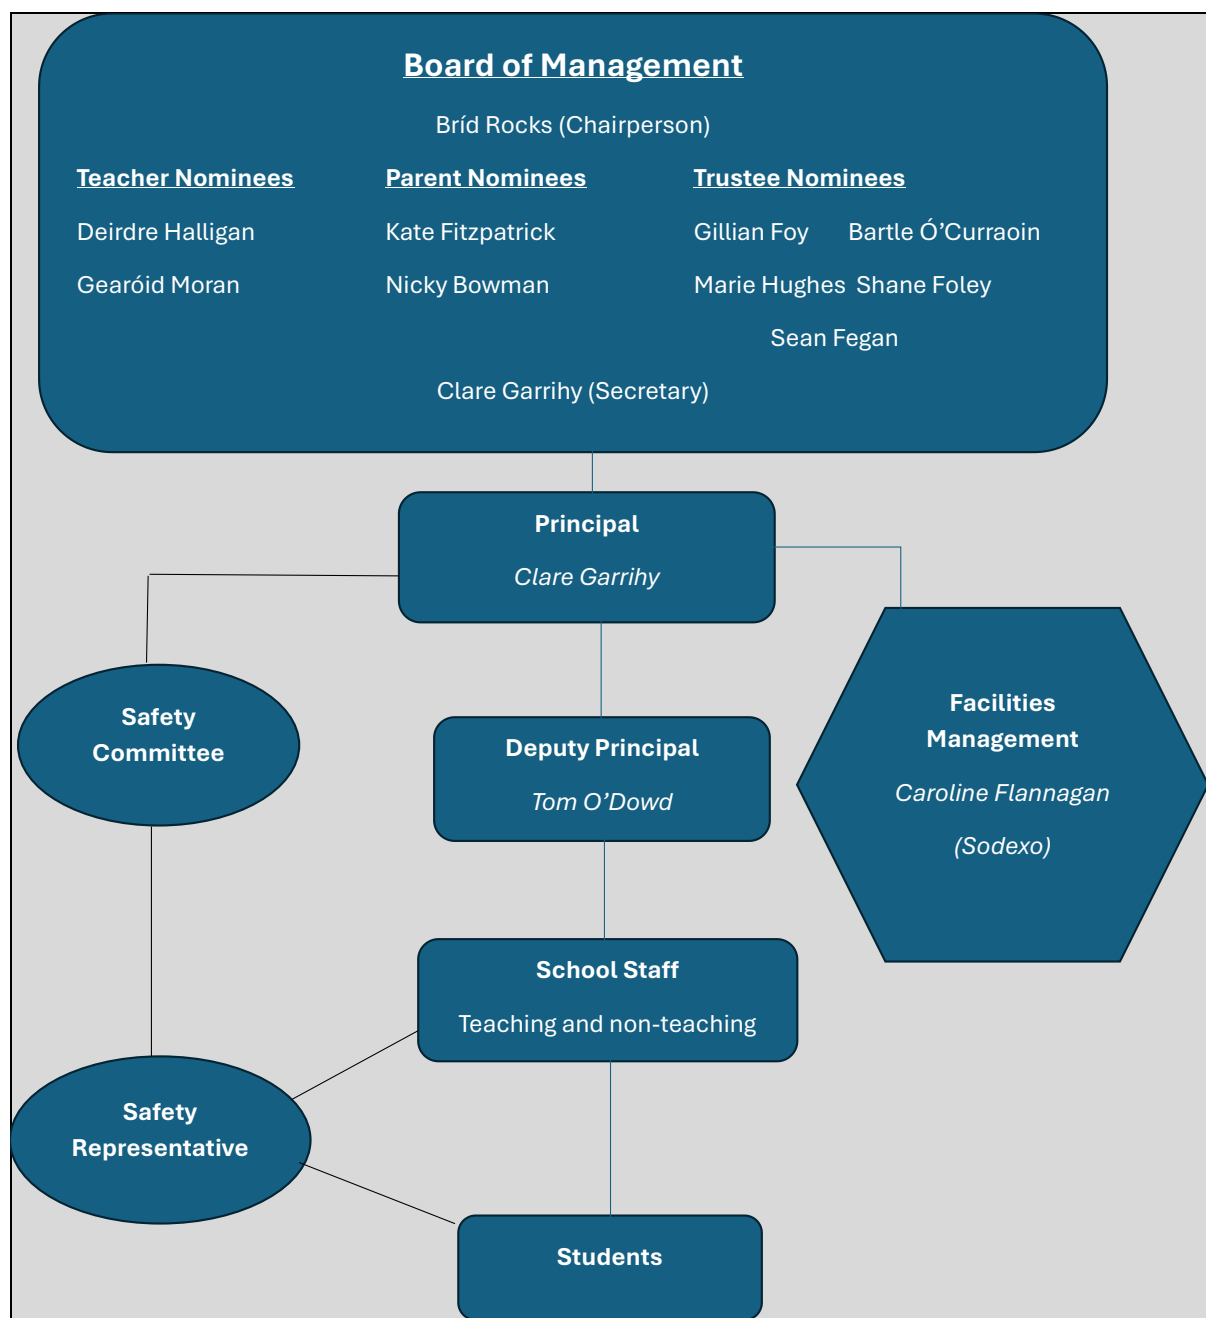 Board of Management
Bríd Rocks (Chairperson)
Teacher Nominees Parent Nominees Trustee Nominees
Deirdre Halligan Kate Fitzpatrick Gillian Foy Bartle Ó’Curraoin
Gearóid Moran Nicky Bowman Marie Hughes Shane Foley
Sean Fegan
Clare Garrihy (Secretary)
Principal
Clare Garrihy
Safety
Committee
Deputy Principal
Tom O’Dowd
Facilities
Management
Caroline Flannagan
(Sodexo)
School Staff
Teaching and non-teaching
Safety
Representative
Students